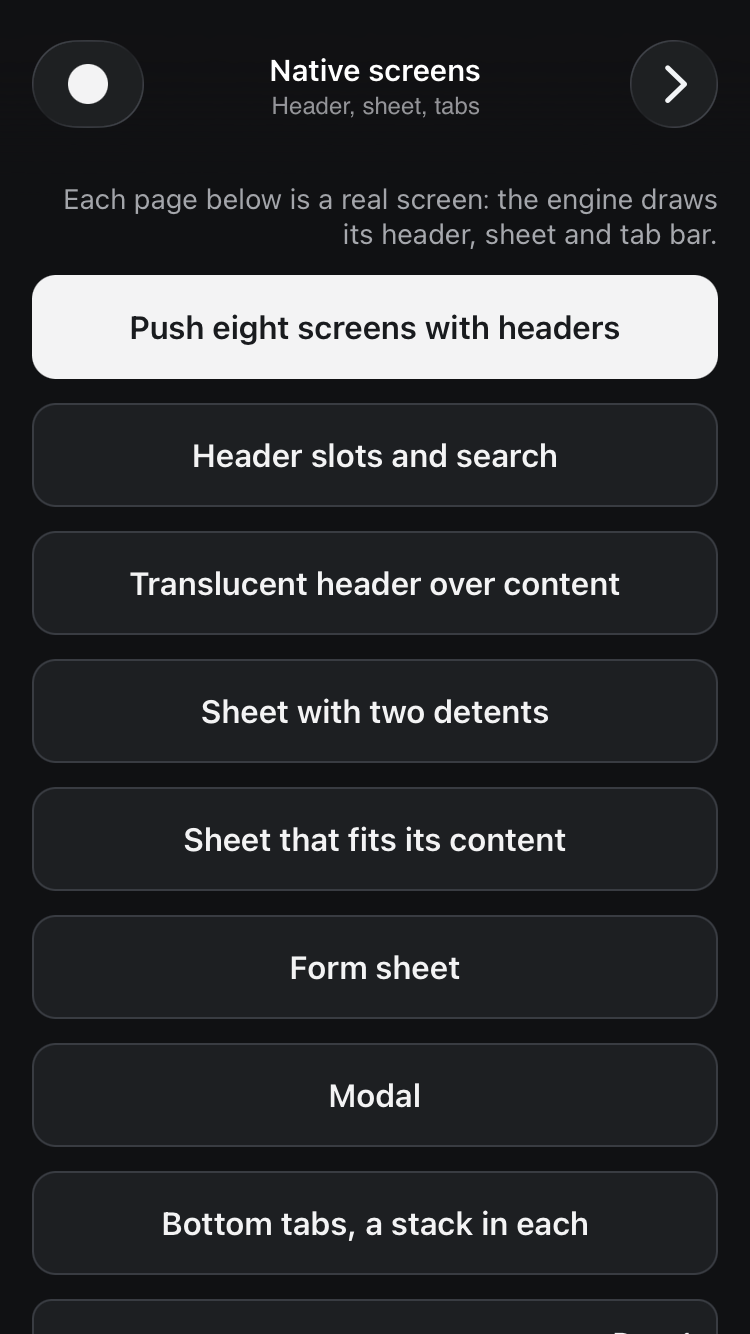 Native screens
Header, sheet, tabs
Each page below is a real screen: the engine draws
its header, sheet and tab bar.
Push eight screens with headers
Header slots and search
Translucent header over content
Sheet with two detents
Sheet that fits its content
Form sheet
Modal
Bottom tabs, a stack in each